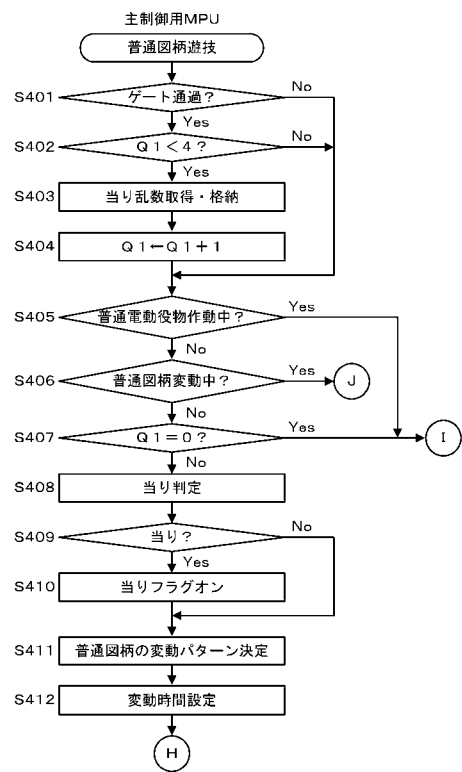 主制御用MPU
普通図柄遊技
S401 ゲート通過? No
Yes
S402 Q1<4? No
Yes
S403 当り乱数取得・格納
S404 Q1←Q1+1
S405 普通電動役物作動中? Yes
No
S406 普通図柄変動中? Yes J
No
S407 Q1=0? Yes I
No
S408 当り判定
S409 当り? No
Yes
S410 当りフラグオン
S411 普通図柄の変動パターン決定
S412 変動時間設定
H